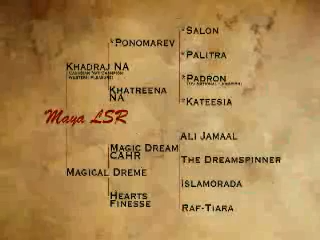 *Salon
*Ponomarev
*Palitra
Khadraj NA
*Padron
Khatreena
NA
*Kateesia
Maya LSR
Ali Jamaal
Magic Dream
CAHR
The Dreamspinner
Magical Dreme
Islamorada
Hearts
Finesse
Raf-Tiara